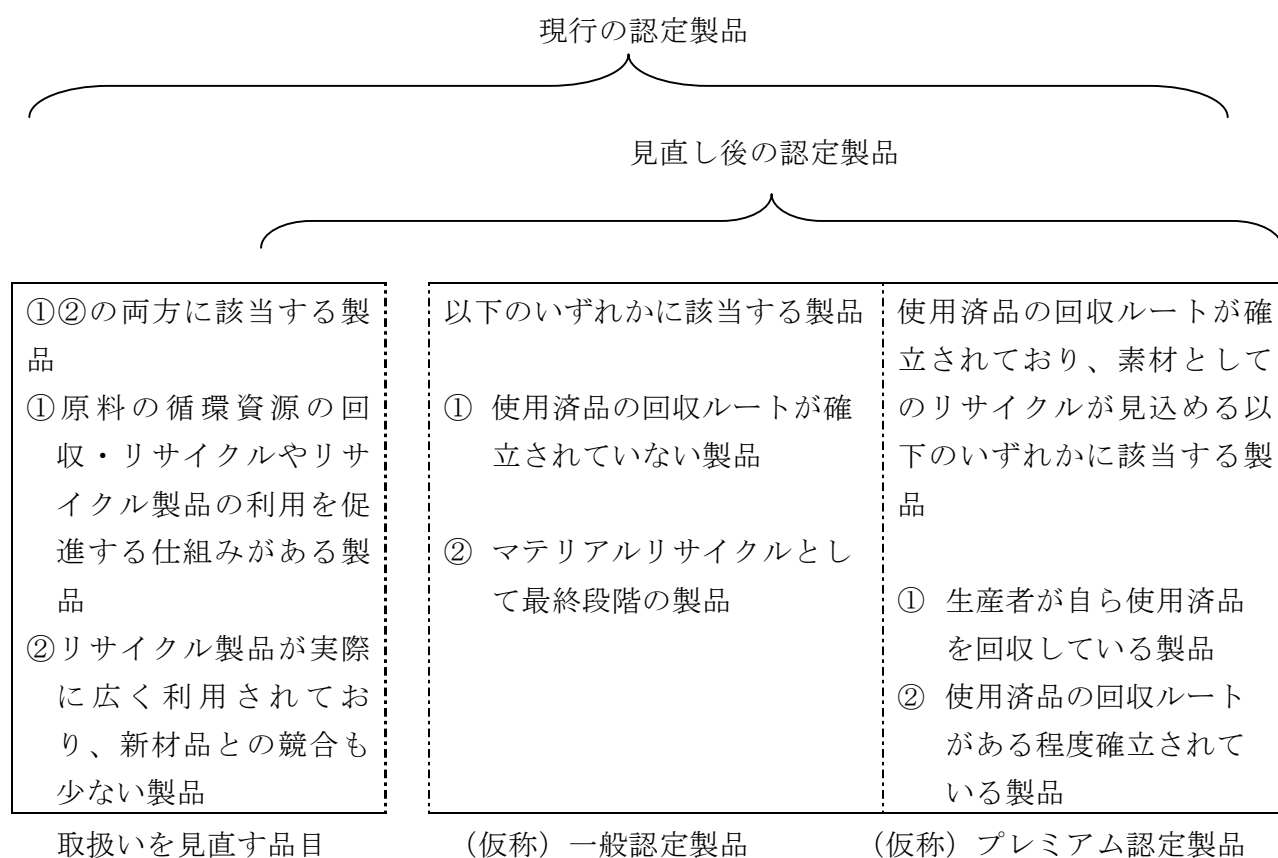 現行の認定製品
見直し後の認定製品
①②の両方に該当する製
品
①原料の循環資源の回
収・リサイクルやリサ
イクル製品の利用を促
進する仕組みがある製
品
②リサイクル製品が実際
に広く利用されてお
り、新材品との競合も
少ない製品
取扱いを見直す品目
以下のいずれかに該当する製品
① 使用済品の回収ルートが確
立されていない製品
② マテリアルリサイクルとし
て最終段階の製品
（仮称）一般認定製品
使用済品の回収ルートが確
立されており、素材として
のリサイクルが見込める以
下のいずれかに該当する製
品
① 生産者が自ら使用済品
を回収している製品
② 使用済品の回収ルート
がある程度確立されて
いる製品
（仮称）プレミアム認定製品